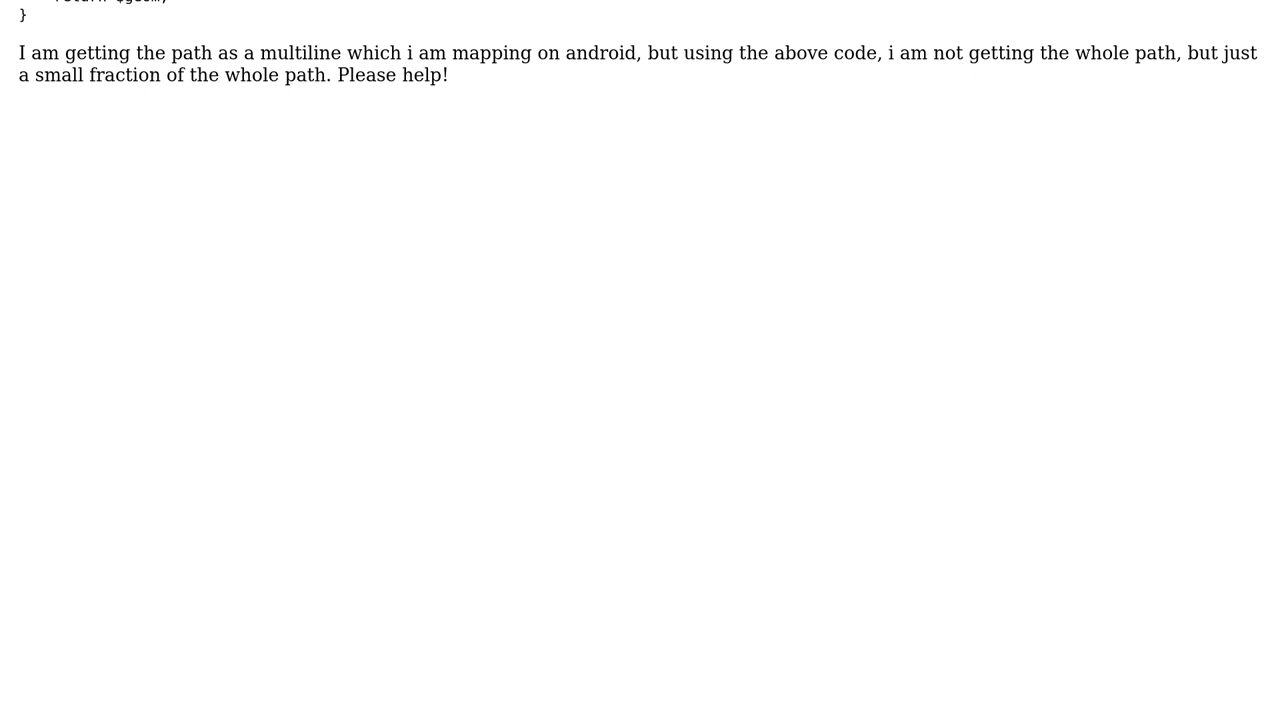 }
I am getting the path as a multiline which i am mapping on android, but using the above code, i am not getting the whole path, but just
a small fraction of the whole path. Please help!